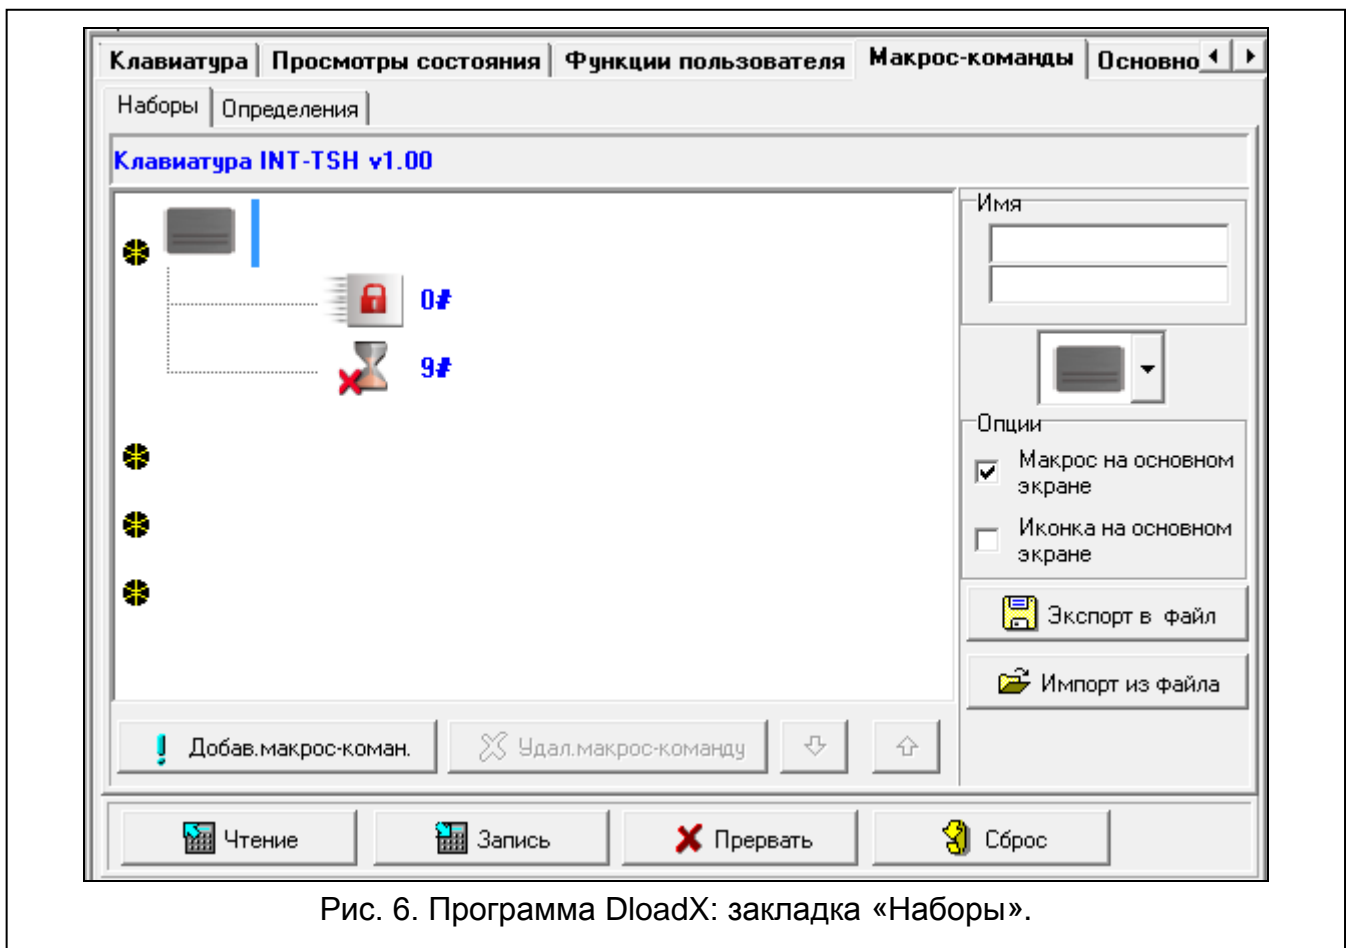 Клавиатура Просмотры состояния Функции пользователя Макрос-команды Основно
Наборы Определения
Клавиатура INT-TSH v1.00
Имя
0#
9#
Опции
Макрос на основном
экране
Иконка на основном
экране
Экспорт в файл
Импорт из файла
Добав.макрос-коман. Удал.макрос-команду
Чтение Запись Прервать Сброс
Рис. 6. Программа DloadX: закладка «Наборы».